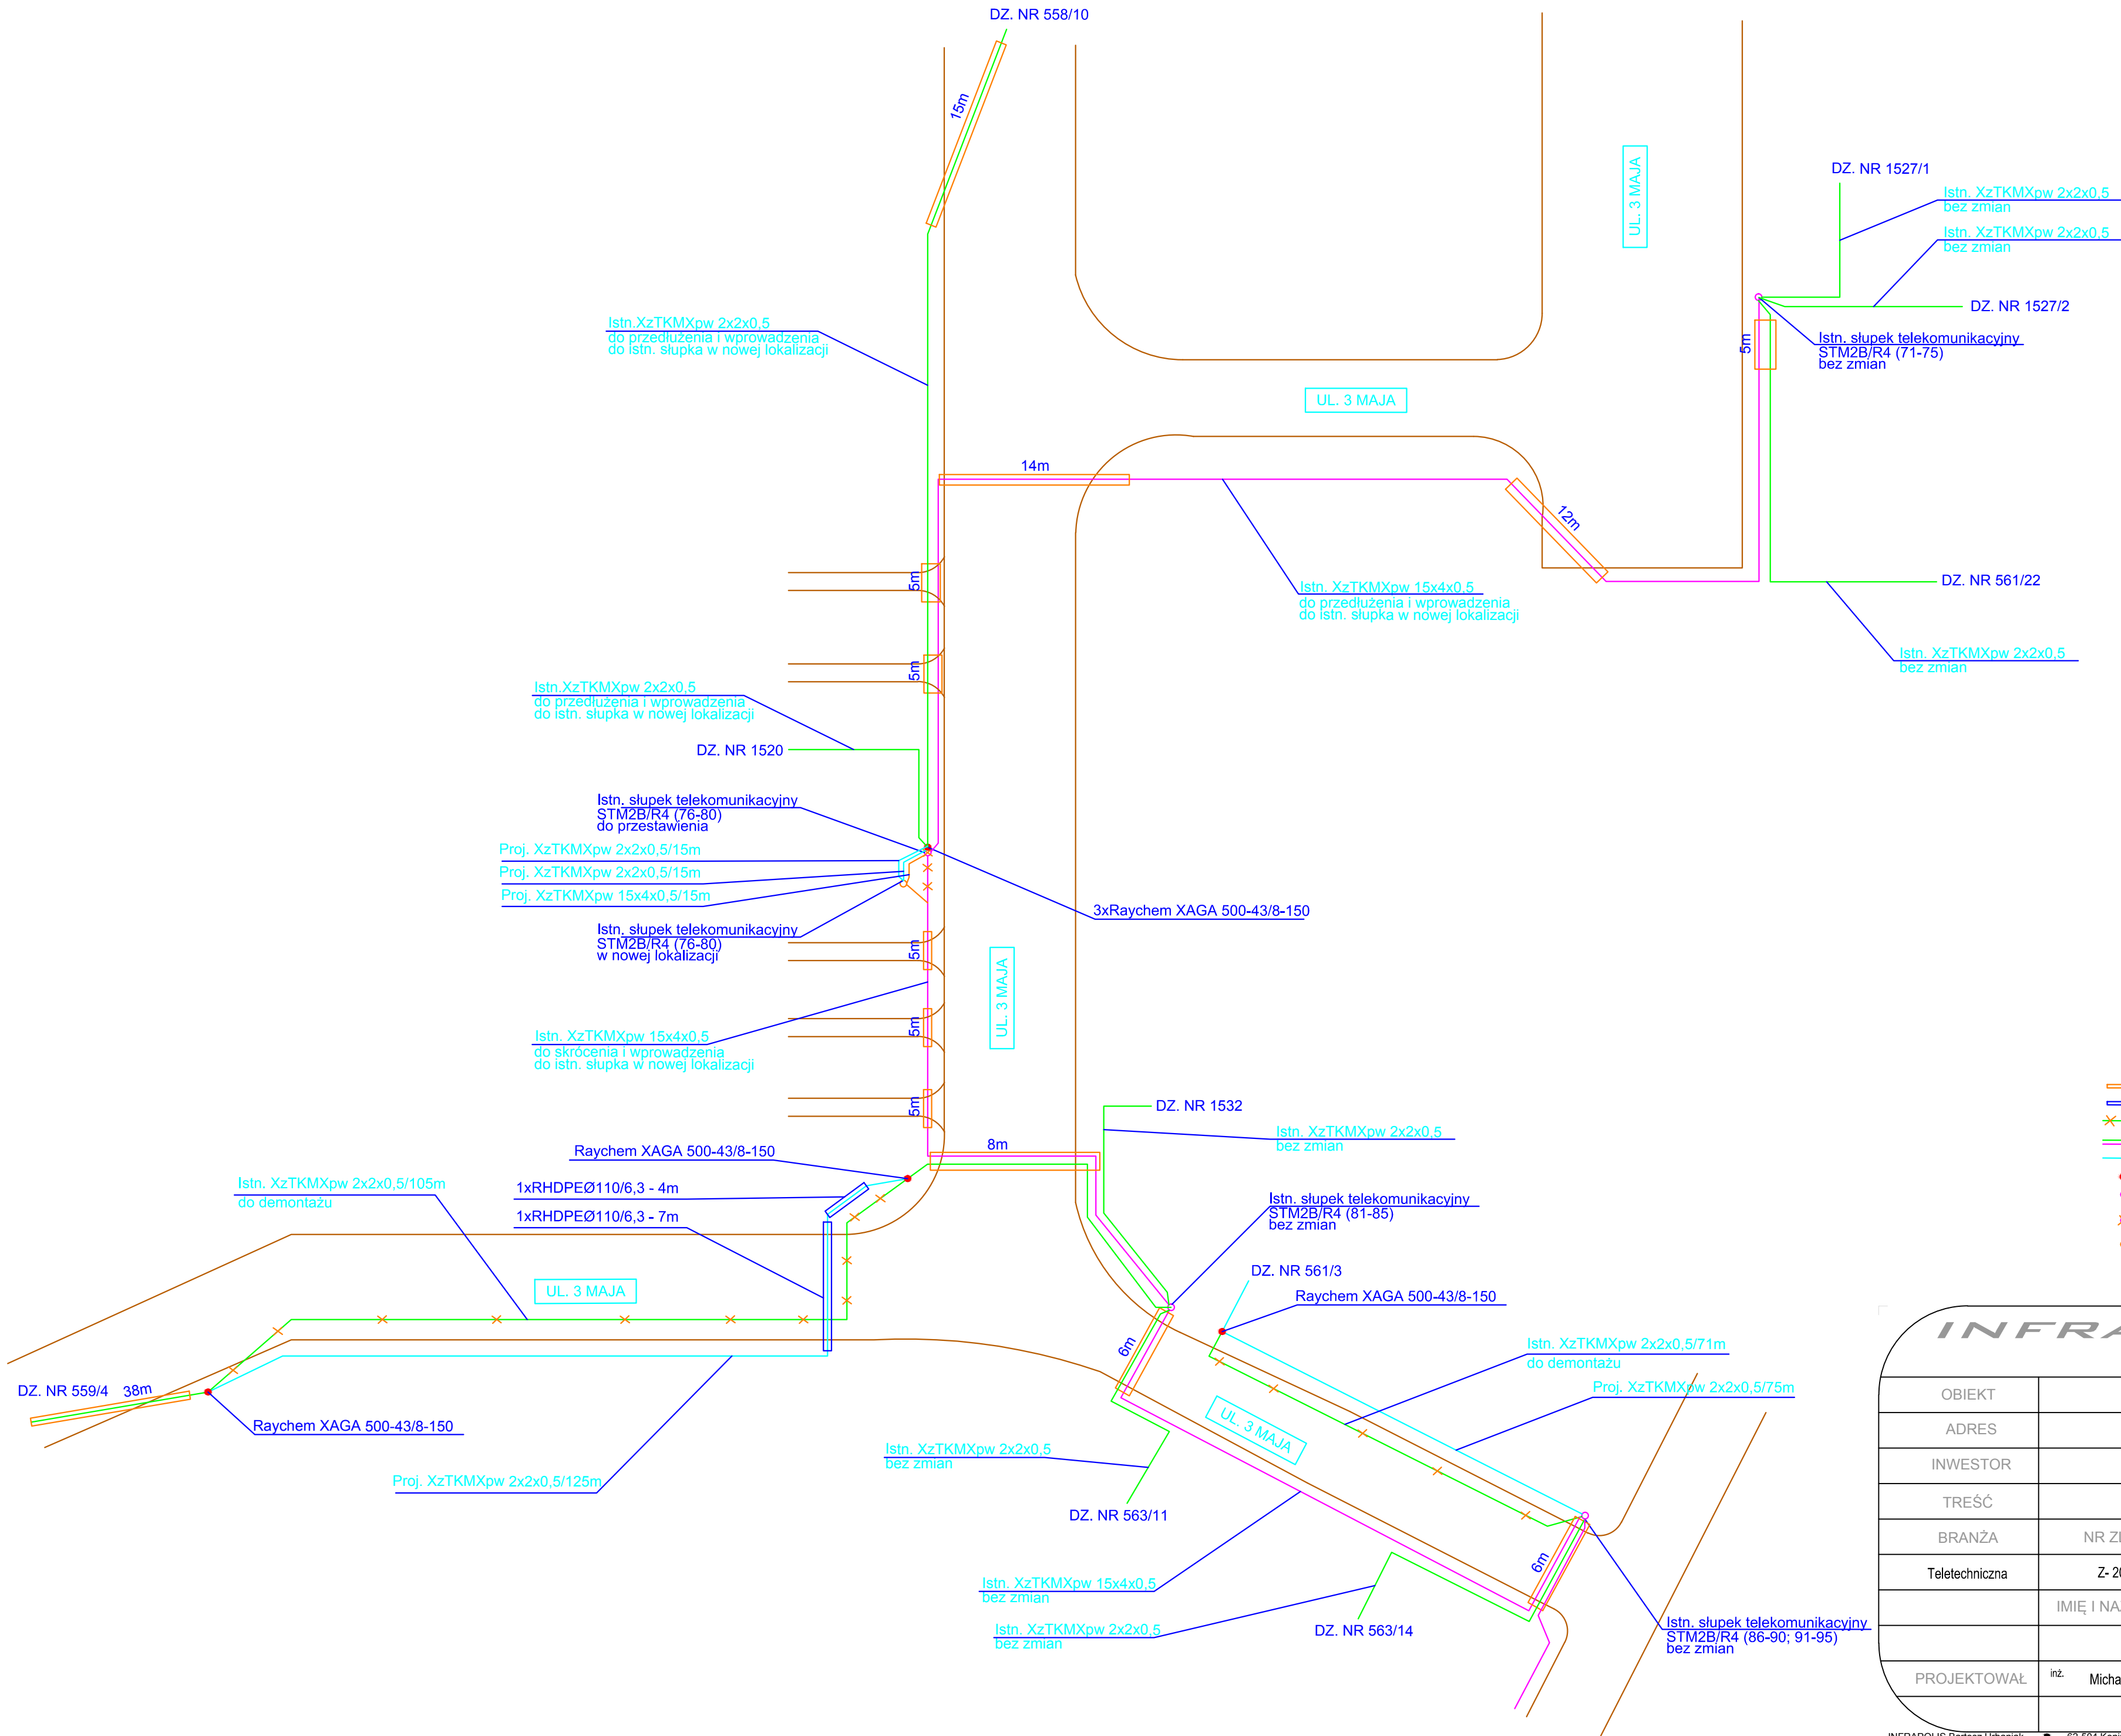 DZ. NR 558/10
15m
UL. 3 MAJA
DZ. NR 1527/1
Istn. XzTKMXpw 2x2x0,5
bez zmian
Istn. XzTKMXpw 2x2x0,5
bez zmian
DZ. NR 1527/2
Istn.XzTKMXpw 2x2x0,5
do przedłużenia i wprowadzenia
do istn. słupka w nowej lokalizacji
5m
Istn. słupek telekomunikacyjny
STM2B/R4 (71-75)
bez zmian
UL. 3 MAJA
14m
12m
5m
Istn. XzTKMXpw 15x4x0,5
do przedłużenia i wprowadzenia
do istn. słupka w nowej lokalizacji
DZ. NR 561/22
Istn. XzTKMXpw 2x2x0,5
bez zmian
5m
Istn.XzTKMXpw 2x2x0,5
do przedłużenia i wprowadzenia
do istn. słupka w nowej lokalizacji
DZ. NR 1520
Istn. słupek telekomunikacyjny
STM2B/R4 (76-80)
do przestawienia
Proj. XzTKMXpw 2x2x0,5/15m
Proj. XzTKMXpw 2x2x0,5/15m
Proj. XzTKMXpw 15x4x0,5/15m
3xRaychem XAGA 500-43/8-150
Istn. słupek telekomunikacyjny
STM2B/R4 (76-80)
w nowej lokalizacji
5m
UL. 3 MAJA
5m
Istn. XzTKMXpw 15x4x0,5
do skrócenia i wprowadzenia
do istn. słupka w nowej lokalizacji
5m
DZ. NR 1532
Istn. XzTKMXpw 2x2x0,5
bez zmian
8m
Raychem XAGA 500-43/8-150
Istn. XzTKMXpw 2x2x0,5/105m
do demontażu
1xRHDPEØ110/6,3 - 4m
1xRHDPEØ110/6,3 - 7m
Istn. słupek telekomunikacyjny
STM2B/R4 (81-85)
bez zmian
DZ. NR 561/3
Raychem XAGA 500-43/8-150
UL. 3 MAJA
6m
Istn. XzTKMXpw 2x2x0,5/71m
do demontażu
Proj. XzTKMXpw 2x2x0,5/75m
DZ. NR 559/4
38m
Raychem XAGA 500-43/8-150
UL. 3 MAJA
Istn. XzTKMXpw 2x2x0,5
bez zmian
Proj. XzTKMXpw 2x2x0,5/125m
DZ. NR 563/11
6m
Istn. XzTKMXpw 15x4x0,5
bez zmian
Istn. XzTKMXpw 2x2x0,5
bez zmian
DZ. NR 563/14
Istn. słupek telekomunikacyjny
STM2B/R4 (86-90; 91-95)
bez zmian
INFRA
OBIEKT
ADRES
INWESTOR
TREŚĆ
BRANŻA NR
Teletechniczna Z- 20
IMIĘ I
PROJEKTOWAŁ inż. Micha
INFRAPOLIS Bartosz Urbaniak